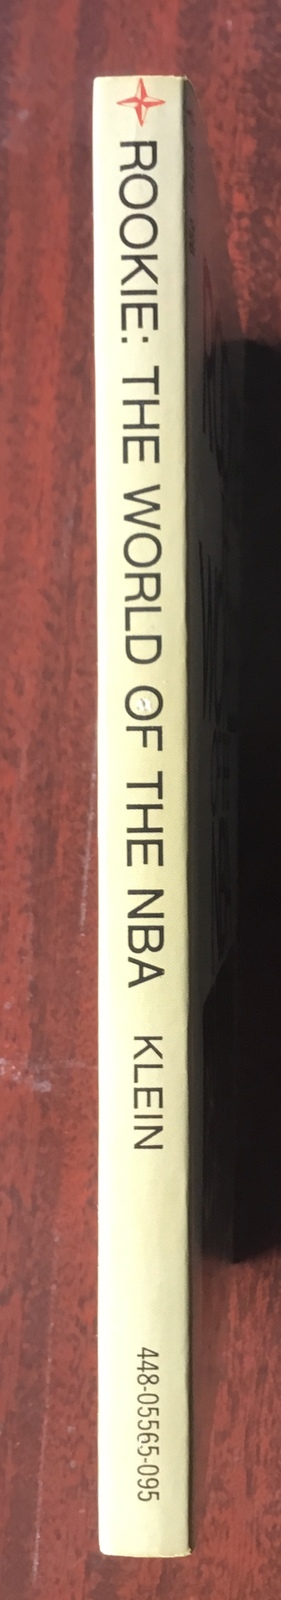 ROOKIE: THE WORLD OF THE NBA KLEIN
448-05565-095